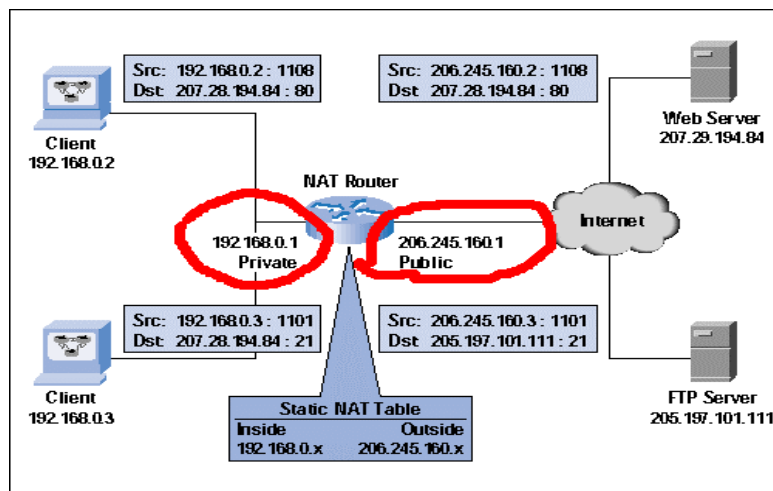 Src: 192.168.0.2 : 1108
Dst: 207.28.194.84 : 80
Src: 206.245.160.2 : 1108
Dst: 207.28.194.84 : 80
Client
192.168.0.2
Web Server
207.29.194.84
NAT Router
192.168.0.1
Private
206.245.160.1
Public
Internet
Src: 192.168.0.3 : 1101
Dst: 207.28.194.84 : 21
Src: 206.245.160.3 : 1101
Dst: 205.197.101.111 : 21
Client
192.168.0.3
FTP Server
205.197.101.111
Static NAT Table
Inside Outside
192.168.0.x 206.245.160.x